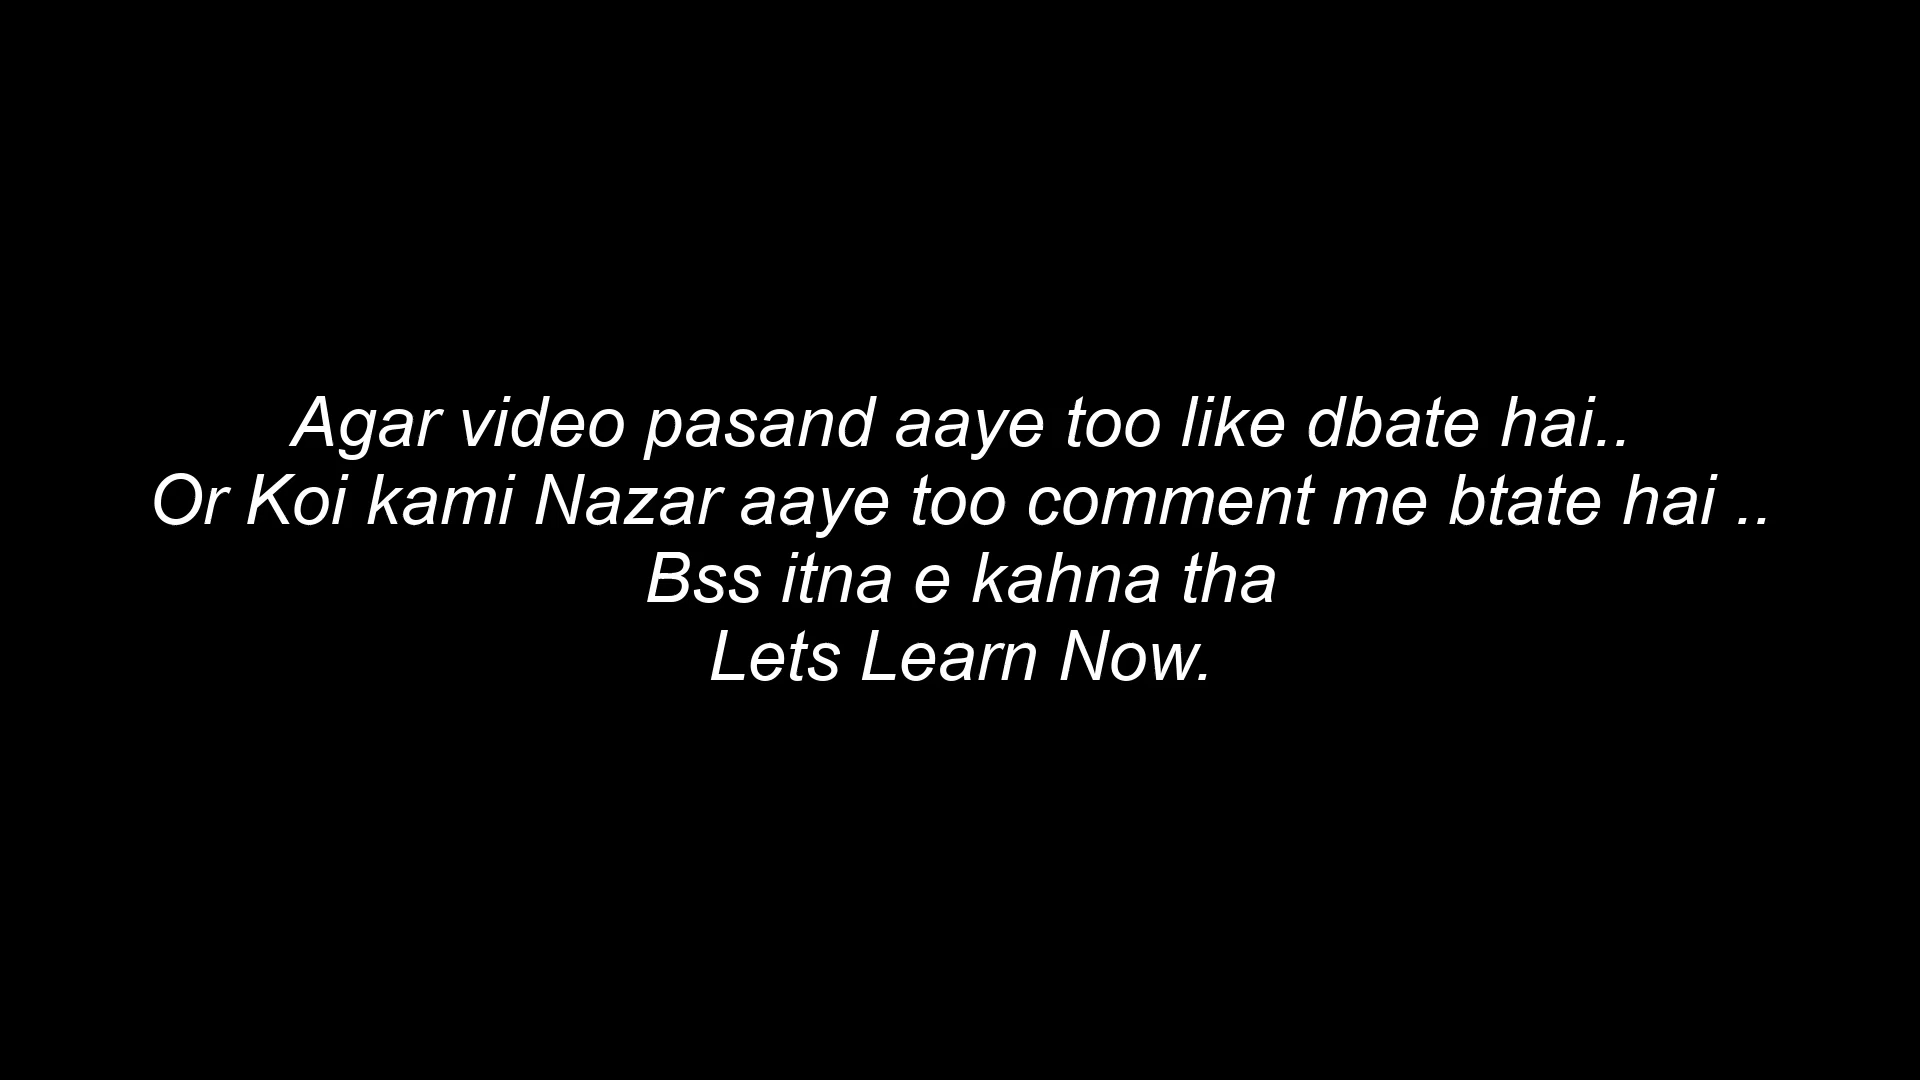 Agar video pasand aaye too like dbate hai..
Or Koi kami Nazar aaye too comment me btate hai ..
Bss itna e kahna tha
Lets Learn Now.